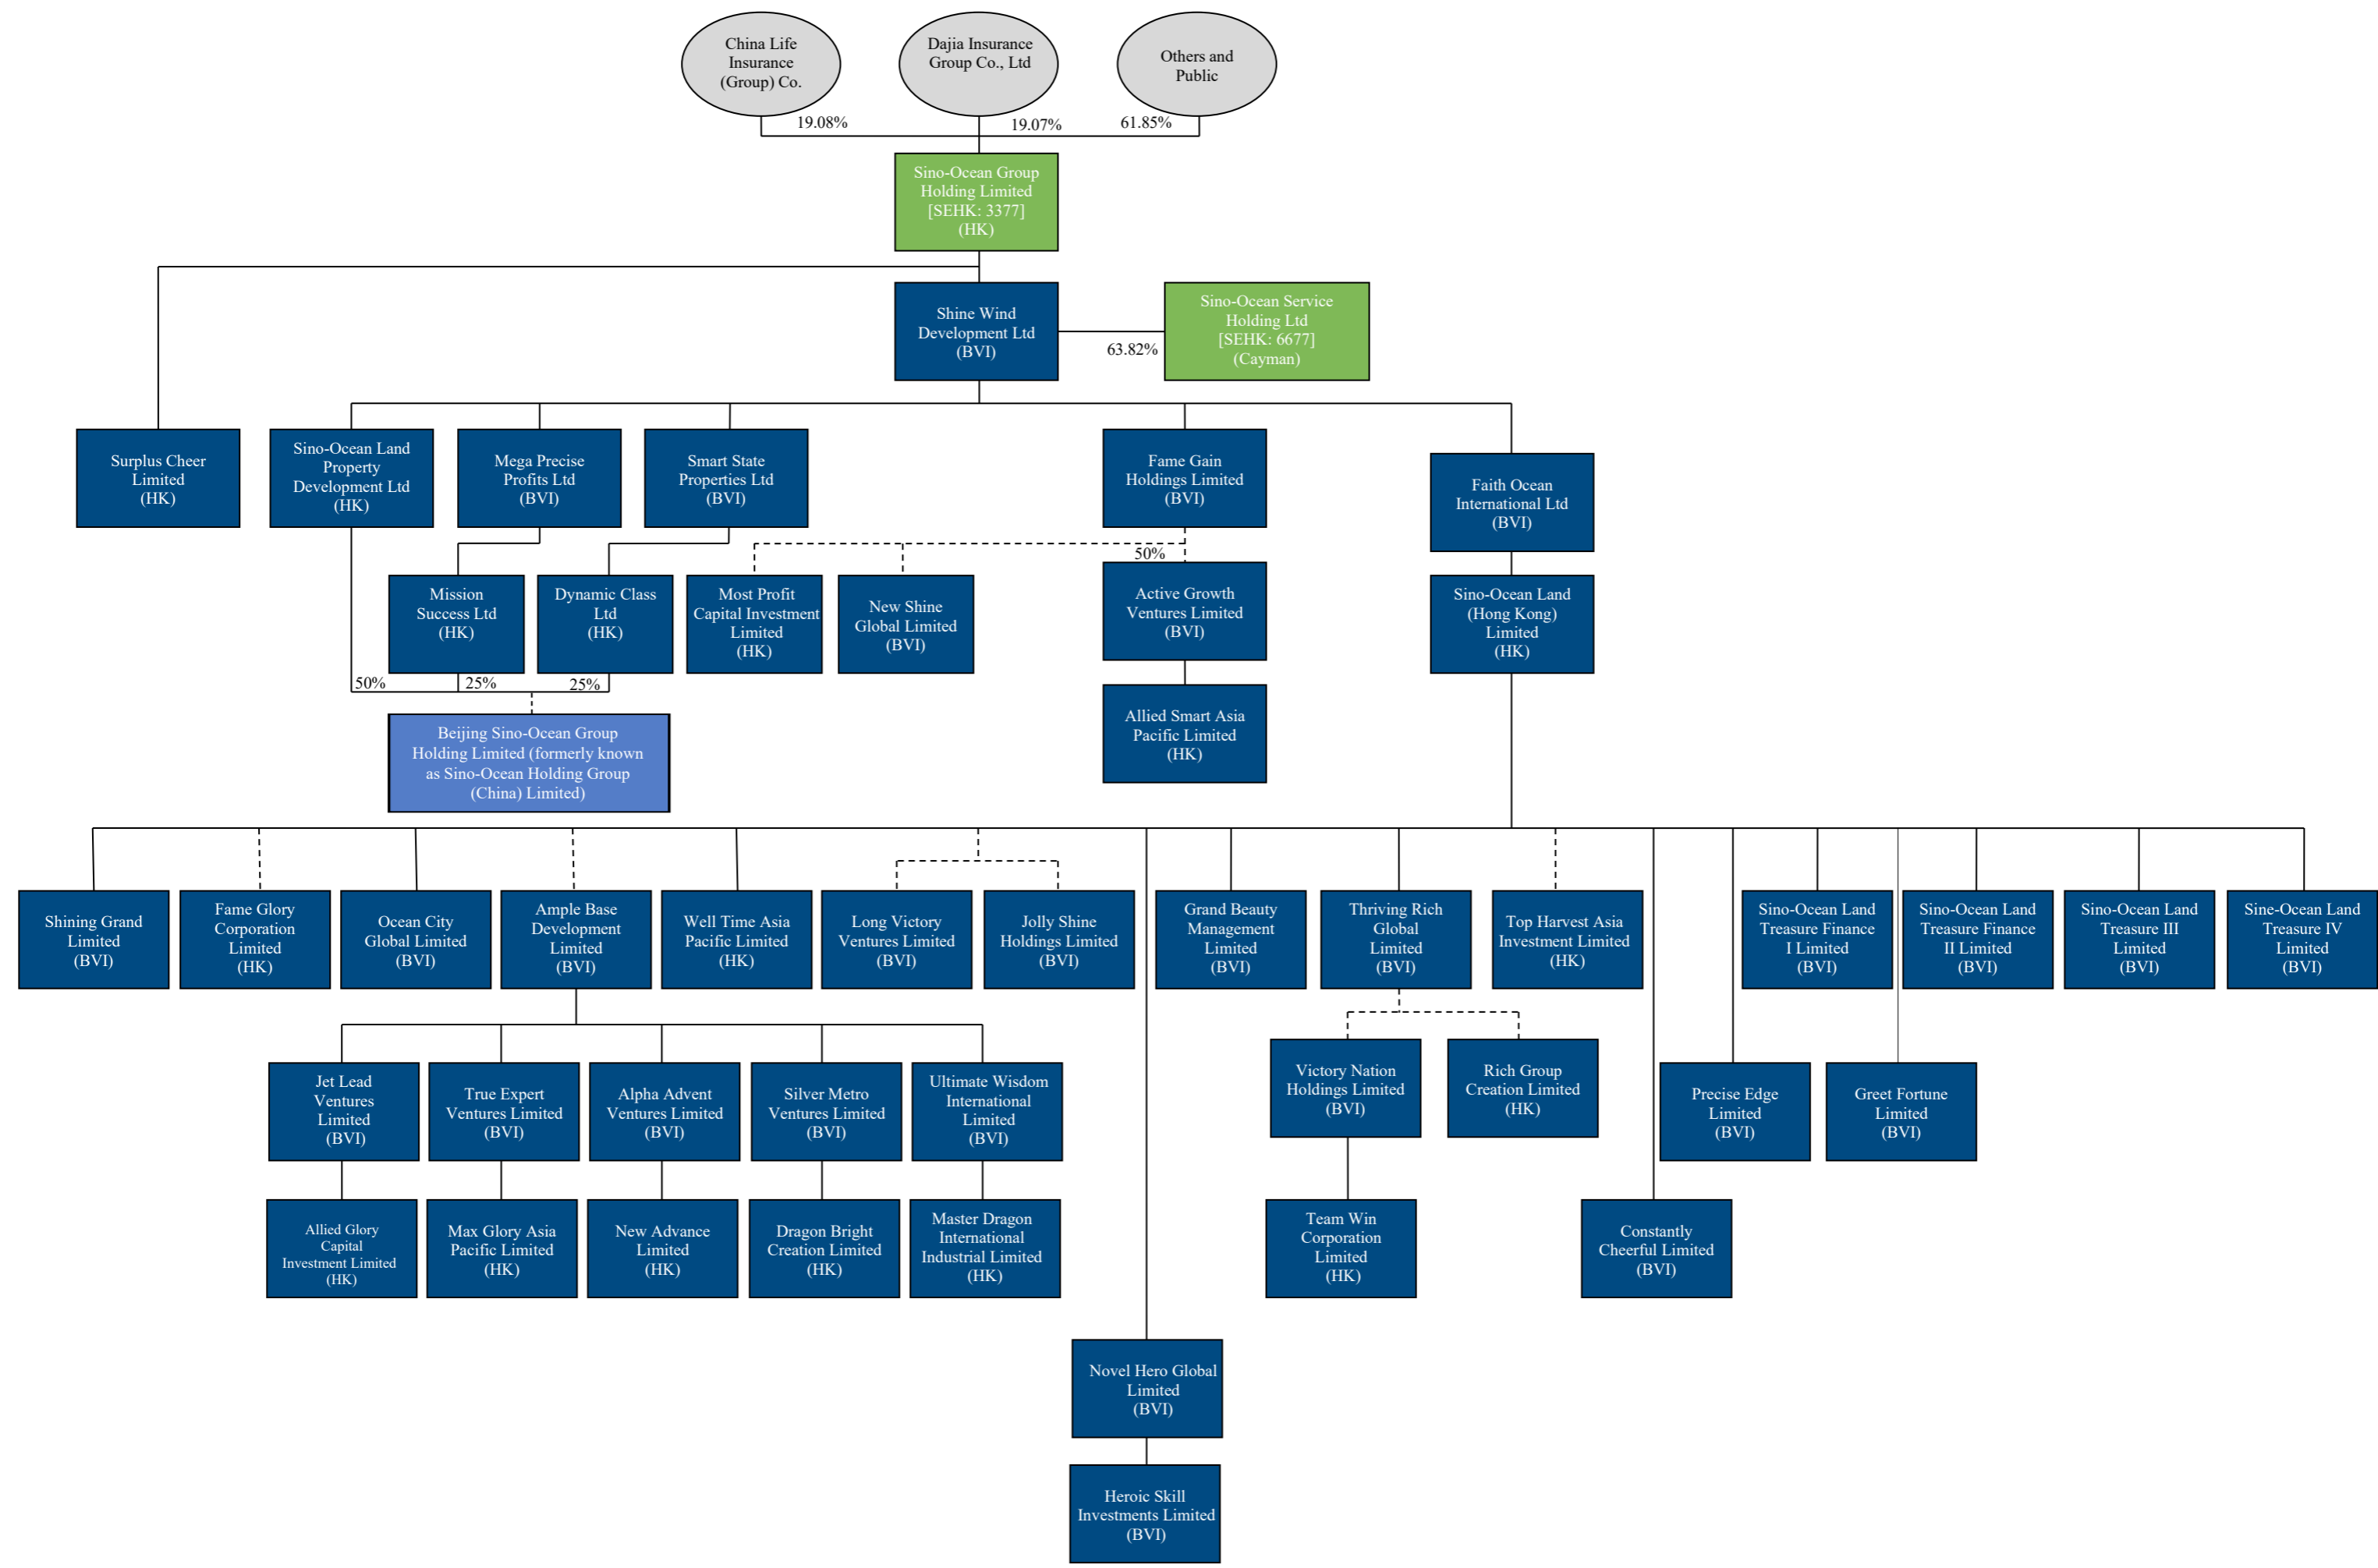 China Life
Insurance
(Group) Co.
Dajia Insurance
Group Co., Ltd
Others and
Public
19.08%
19.07%
61.85%
Sino-Ocean Group
Holding Limited
[SEHK: 3377]
(HK)
Shine Wind
Development Ltd
(BVI)
63.82%
Sino-Ocean Service
Holding Ltd
[SEHK: 6677]
(Cayman)
Surplus Cheer
Limited
(HK)
Sino-Ocean Land
Property
Development Ltd
(HK)
Mega Precise
Profits Ltd
(BVI)
Smart State
Properties Ltd
(BVI)
Fame Gain
Holdings Limited
(BVI)
Faith Ocean
International Ltd
(BVI)
50%
Mission
Success Ltd
(HK)
Dynamic Class
Ltd
(HK)
Most Profit
Capital Investment
Limited
(HK)
New Shine
Global Limited
(BVI)
Active Growth
Ventures Limited
(BVI)
Sino-Ocean Land
(Hong Kong)
Limited
(HK)
50%
25%
25%
Beijing Sino-Ocean Group
Holding Limited (formerly known
as Sino-Ocean Holding Group
(China) Limited)
Allied Smart Asia
Pacific Limited
(HK)
Shining Grand
Limited
(BVI)
Fame Glory
Corporation
Limited
(HK)
Ocean City
Global Limited
(BVI)
Ample Base
Development
Limited
(BVI)
Well Time Asia
Pacific Limited
(HK)
Long Victory
Ventures Limited
(BVI)
Jolly Shine
Holdings Limited
(BVI)
Grand Beauty
Management
Limited
(BVI)
Thriving Rich
Global
Limited
(BVI)
Top Harvest Asia
Investment Limited
(HK)
Sino-Ocean Land
Treasure Finance
I Limited
(BVI)
Sino-Ocean Land
Treasure Finance
II Limited
(BVI)
Sino-Ocean Land
Treasure III
Limited
(BVI)
Sine-Ocean Land
Treasure IV
Limited
(BVI)
Jet Lead
Ventures
Limited
(BVI)
True Expert
Ventures Limited
(BVI)
Alpha Advent
Ventures Limited
(BVI)
Silver Metro
Ventures Limited
(BVI)
Ultimate Wisdom
International
Limited
(BVI)
Victory Nation
Holdings Limited
(BVI)
Rich Group
Creation Limited
(HK)
Precise Edge
Limited
(BVI)
Greet Fortune
Limited
(BVI)
Allied Glory
Capital
Investment Limited
(HK)
Max Glory Asia
Pacific Limited
(HK)
New Advance
Limited
(HK)
Dragon Bright
Creation Limited
(HK)
Master Dragon
International
Industrial Limited
(HK)
Team Win
Corporation
Limited
(HK)
Constantly
Cheerful Limited
(BVI)
Novel Hero Global
Limited
(BVI)
Heroic Skill
Investments Limited
(BVI)